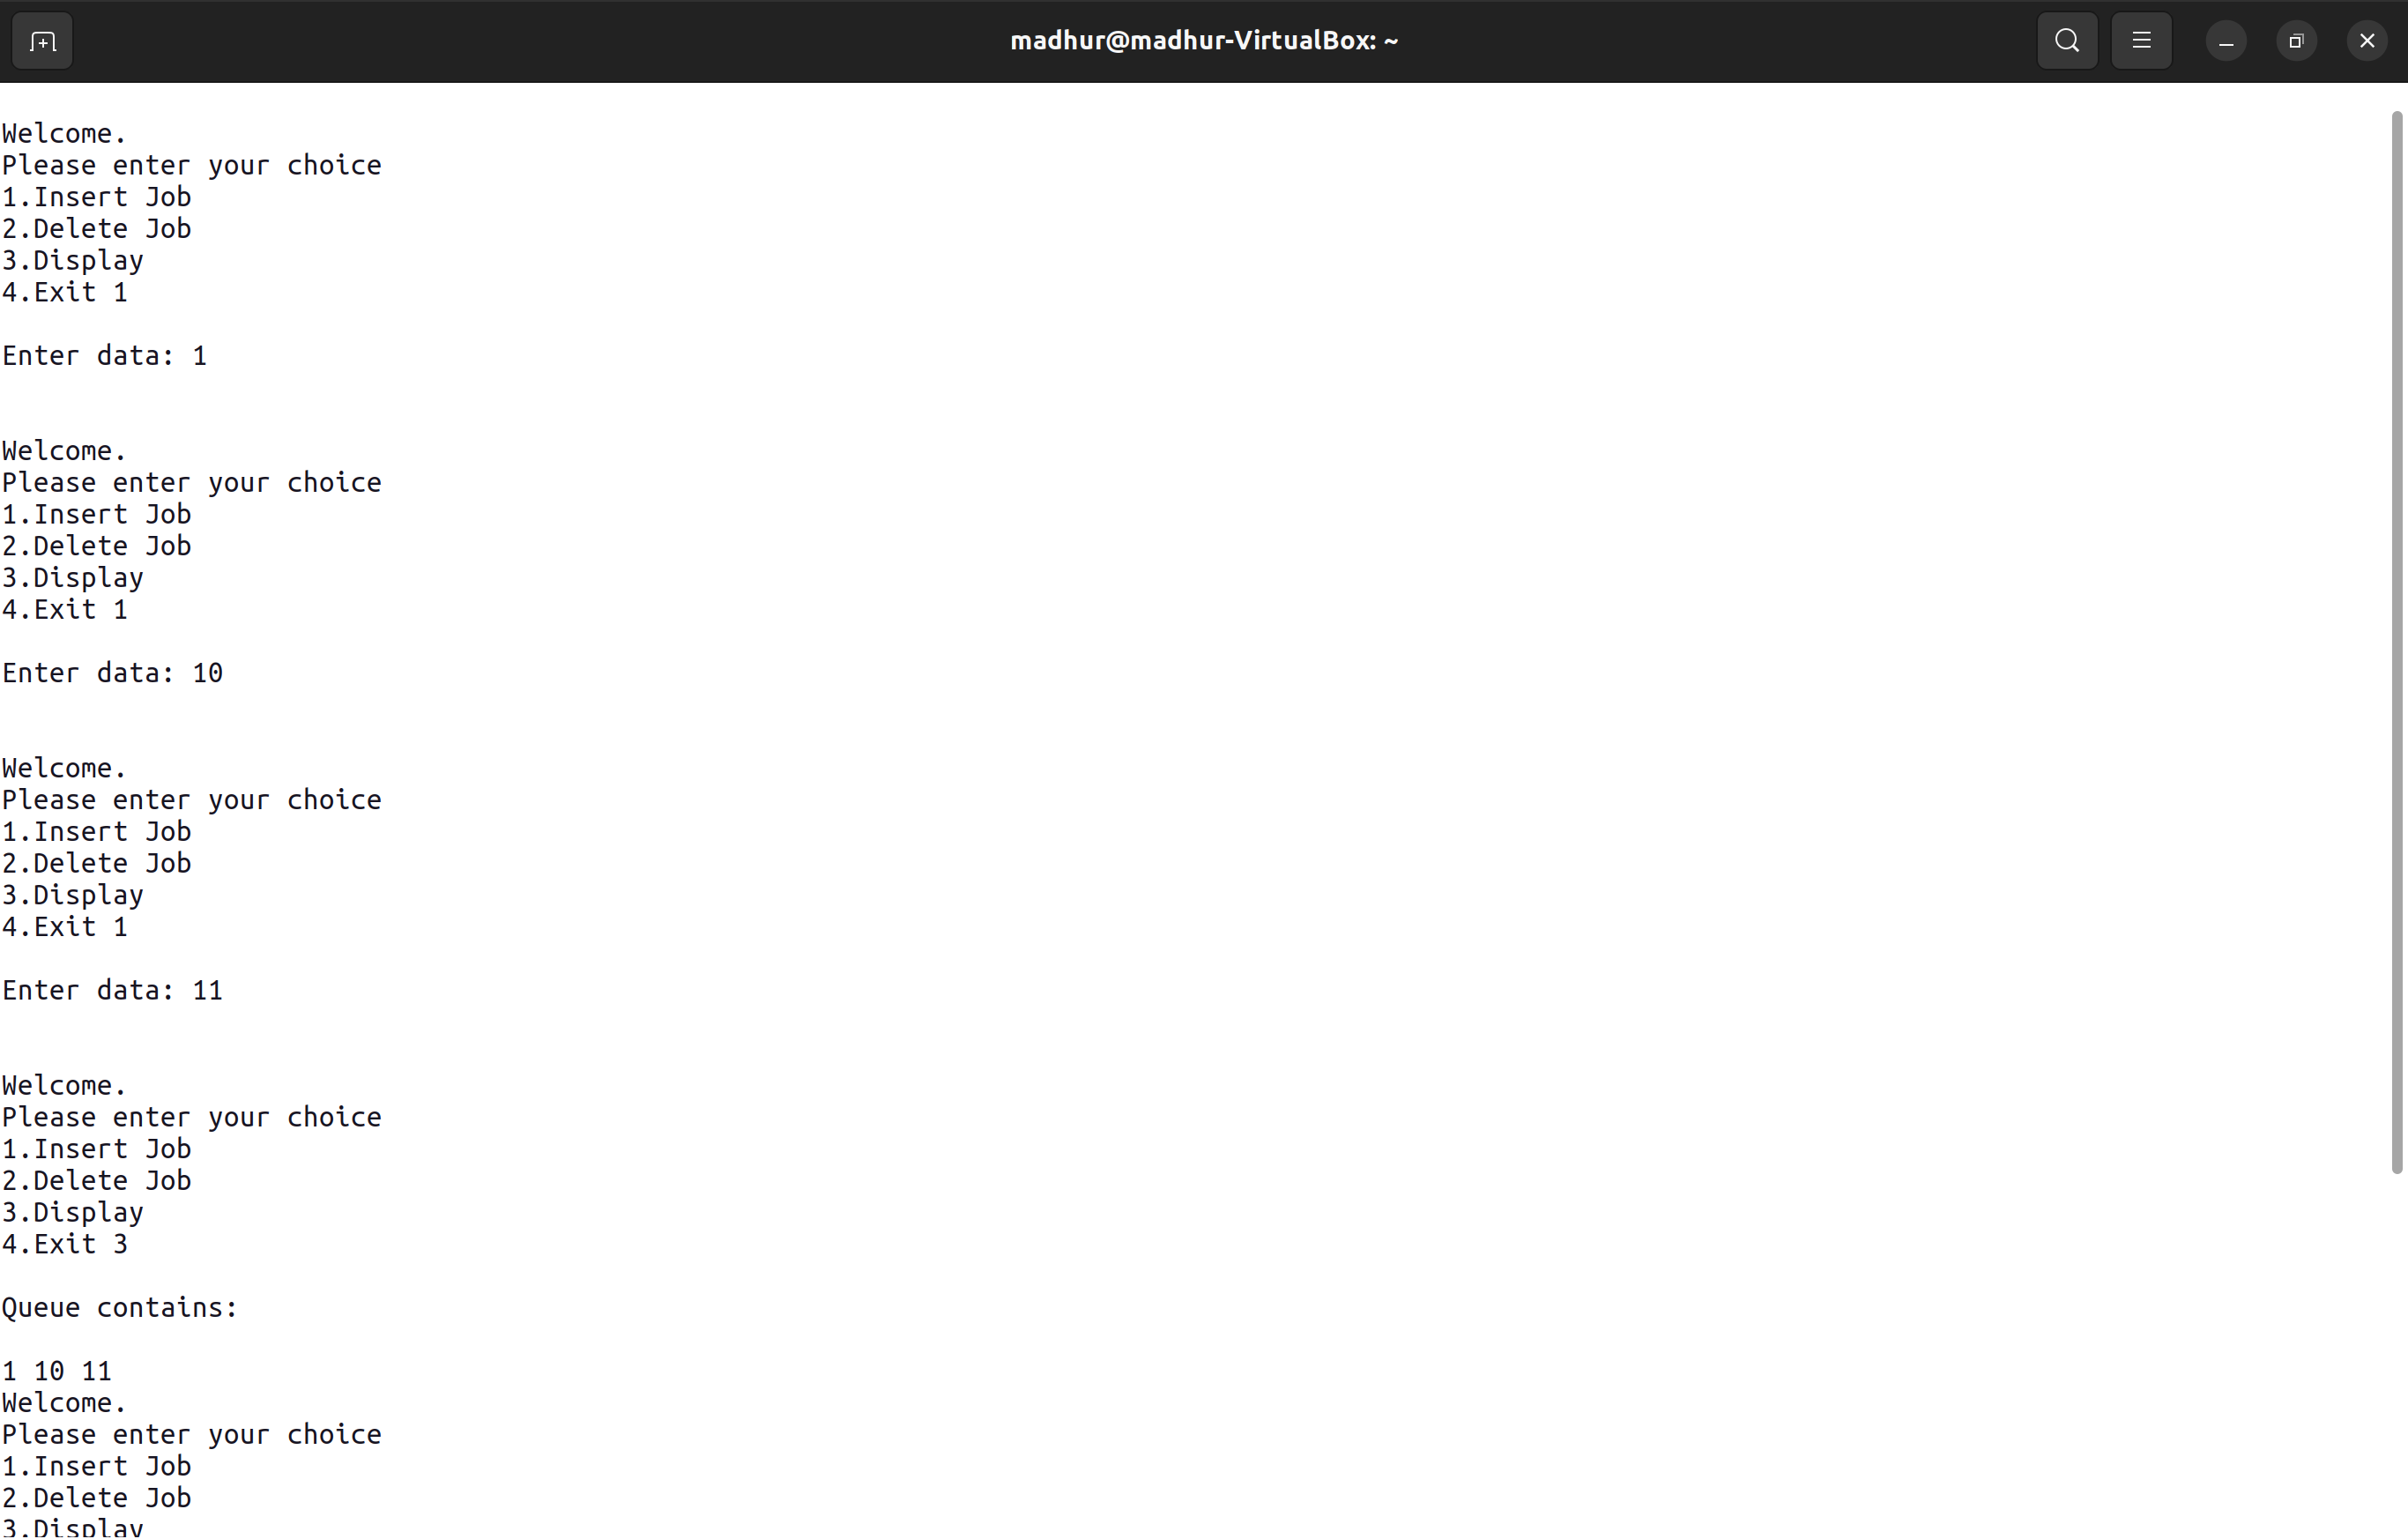 madhur@madhur-VirtualBox: ~
Welcome.
Please enter your choice
1.Insert Job
2.Delete Job
3.Display
4.Exit 1
Enter data: 1
Welcome.
Please enter your choice
1.Insert Job
2.Delete Job
3.Display
4.Exit 1
Enter data: 10
Welcome.
Please enter your choice
1.Insert Job
2.Delete Job
3.Display
4.Exit 1
Enter data: 11
Welcome.
Please enter your choice
1.Insert Job
2.Delete Job
3.Display
4.Exit 3
Queue contains:
1 10 11
Welcome.
Please enter your choice
1.Insert Job
2.Delete Job
3.Display